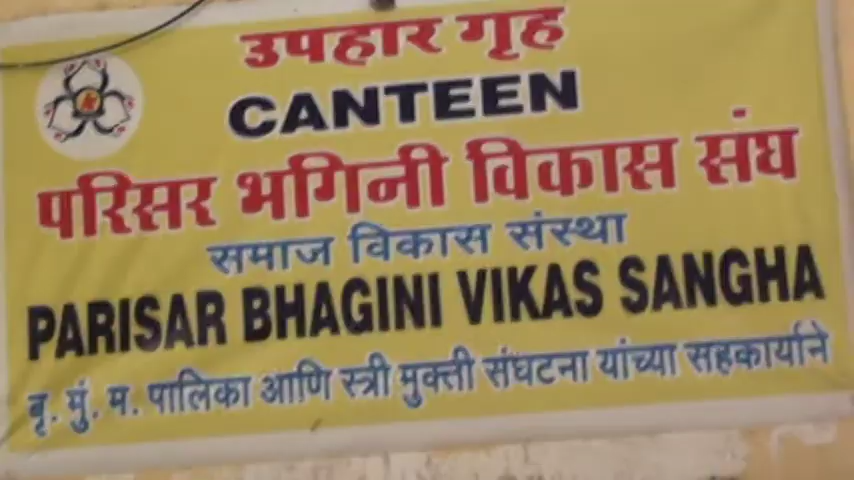 उपहार गृह
CANTEEN
परिसर भगिनी विकास संघ
समाज विकास संस्था
PARISAR BHAGINI VIKAS SANGHA
बृ. मुं. म. पालिका आणि स्त्री मुक्ती संघटना यांच्या सहकार्याने